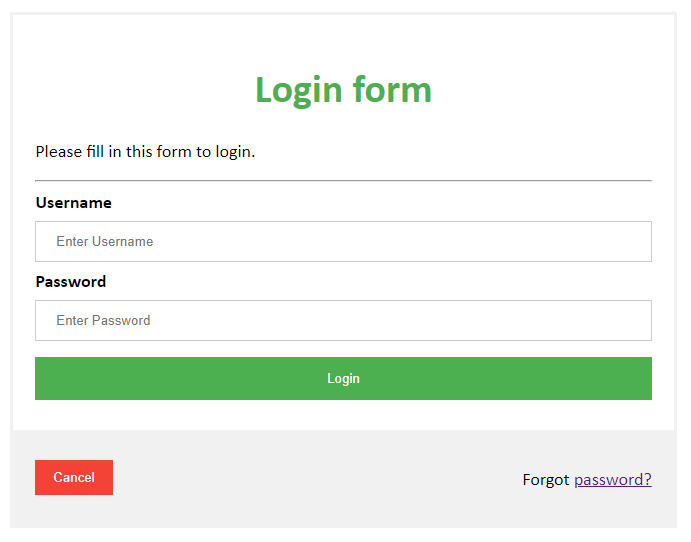 Login form
Please fill in this form to login.
Username
Enter Username
Password
Enter Password
Login
Cancel
Forgot password?